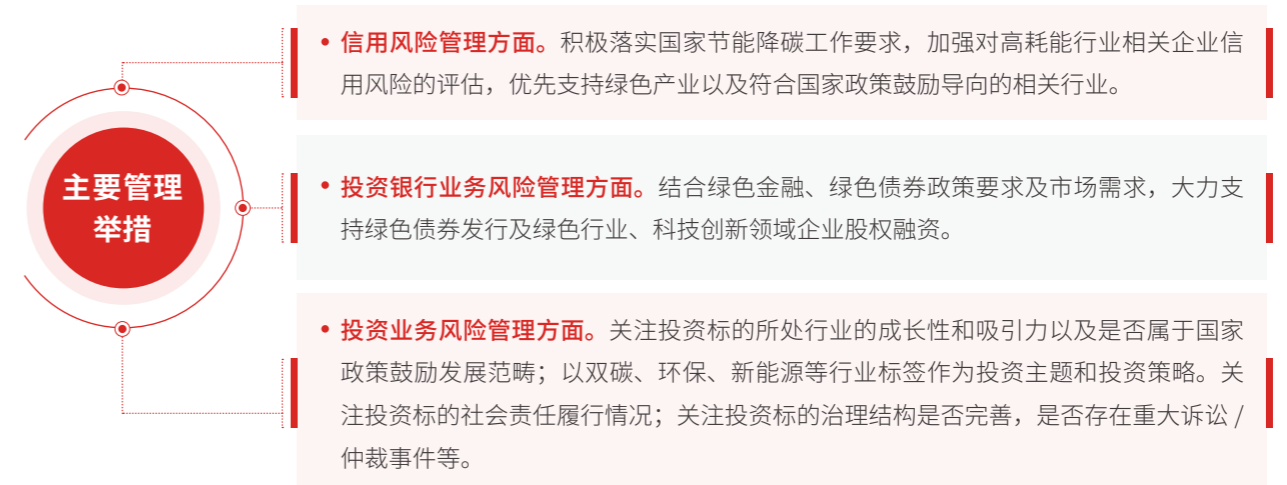 主要管理
举措
• 信用风险管理方面。积极落实国家节能降碳工作要求，加强对高耗能行业相关企业信
用风险的评估，优先支持绿色产业以及符合国家政策鼓励导向的相关行业。
• 投资银行业务风险管理方面。结合绿色金融、绿色债券政策要求及市场需求，大力支
持绿色债券发行及绿色行业、科技创新领域企业股权融资。
• 投资业务风险管理方面。关注投资标的所处行业的成长性和吸引力以及是否属于国家
政策鼓励发展范畴；以双碳、环保、新能源等行业标签作为投资主题和投资策略。关
注投资标的社会责任履行情况；关注投资标的治理结构是否完善，是否存在重大诉讼 /
仲裁事件等。